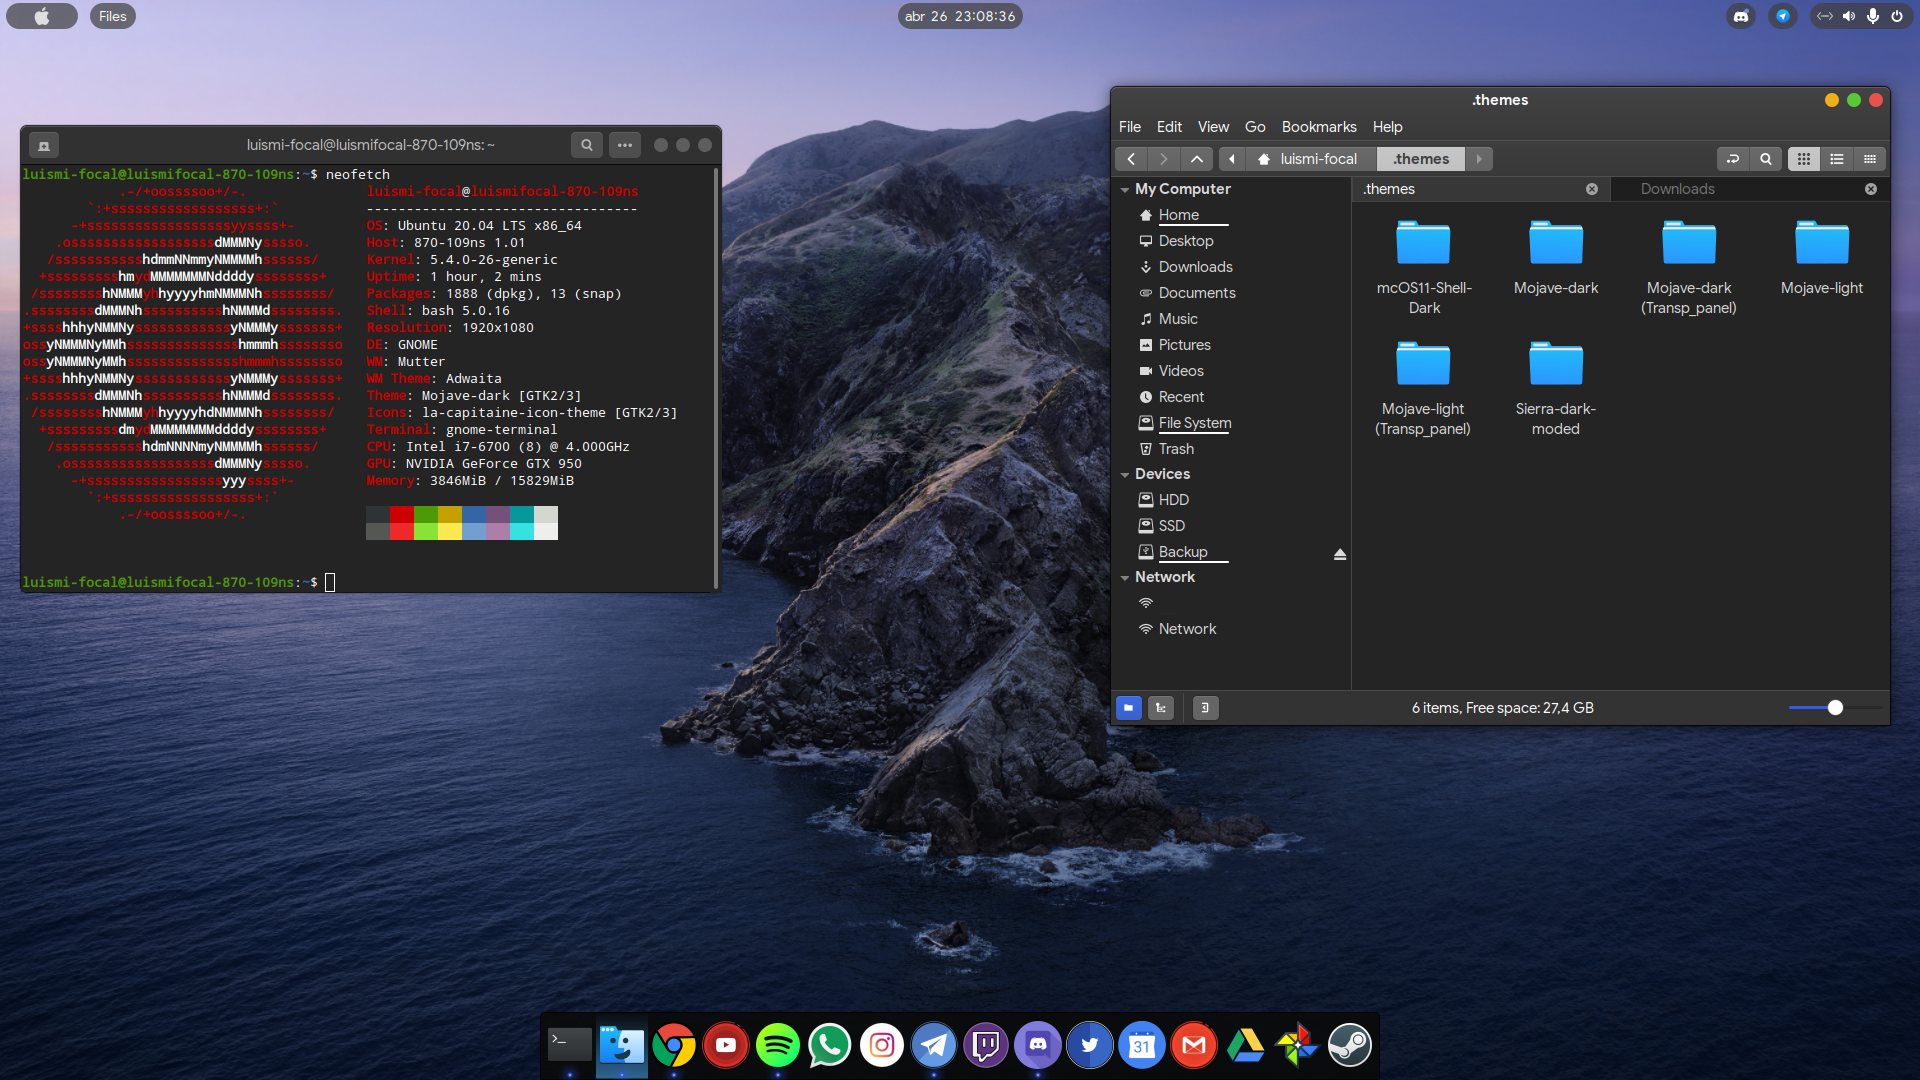 Files
abr 26 23:08:36
luismi-focal@luismifocal-870-109ns: ~
luismi-focal@luismifocal-870-109ns:~$ neofetch
.-/+oossssoo+/-.
`:+ssssssssssssssssss+:`
-+ssssssssssssssssssyyssss+-
.ossssssssssssssssssdMMMNysssso.
/ssssssssssshdmmNNmmyNMMMMhssssss/
+ssssssssshmydMMMMMMMNddddyssssssss+
/sssssssshNMMMyhhyyyyhmNMMMNhssssssss/
.ssssssssdMMMNhsssssssssshNMMMdssssssss.
+sssshhhyNMMNyssssssssssssyNMMMysssssss+
ossyNMMMNyMMhsssssssssssssshmmmhssssssso
ossyNMMMNyMMhsssssssssssssshmmmhssssssso
+sssshhhyNMMNyssssssssssssyNMMMysssssss+
.ssssssssdMMMNhsssssssssshNMMMdssssssss.
/sssssssshNMMMyhhyyyyhdNMMMNhssssssss/
+sssssssssdmydMMMMMMMMddddyssssssss+
/ssssssssssshdmNNNNmyNMMMMhssssss/
.ossssssssssssssssssdMMMNysssso.
-+sssssssssssssssssyyyssss+-
`:+ssssssssssssssssss+:`
.-/+oossssoo+/-.
luismi-focal@luismifocal-870-109ns
----------------------------------
OS: Ubuntu 20.04 LTS x86_64
Host: 870-109ns 1.01
Kernel: 5.4.0-26-generic
Uptime: 1 hour, 2 mins
Packages: 1888 (dpkg), 13 (snap)
Shell: bash 5.0.16
Resolution: 1920x1080
DE: GNOME
WM: Mutter
WM Theme: Adwaita
Theme: Mojave-dark [GTK2/3]
Icons: la-capitaine-icon-theme [GTK2/3]
Terminal: gnome-terminal
CPU: Intel i7-6700 (8) @ 4.000GHz
GPU: NVIDIA GeForce GTX 950
Memory: 3846MiB / 15829MiB
luismi-focal@luismifocal-870-109ns:~$
.themes
File Edit View Go Bookmarks Help
luismi-focal .themes
My Computer
Home
Desktop
Downloads
Documents
Music
Pictures
Videos
Recent
File System
Trash
Devices
HDD
SSD
Backup
Network
Network
.themes Downloads
mcOS11-Shell-
Dark
Mojave-dark
Mojave-dark
(Transp_panel)
Mojave-light
Mojave-light
(Transp_panel)
Sierra-dark-
moded
6 items, Free space: 27,4 GB
>_
31